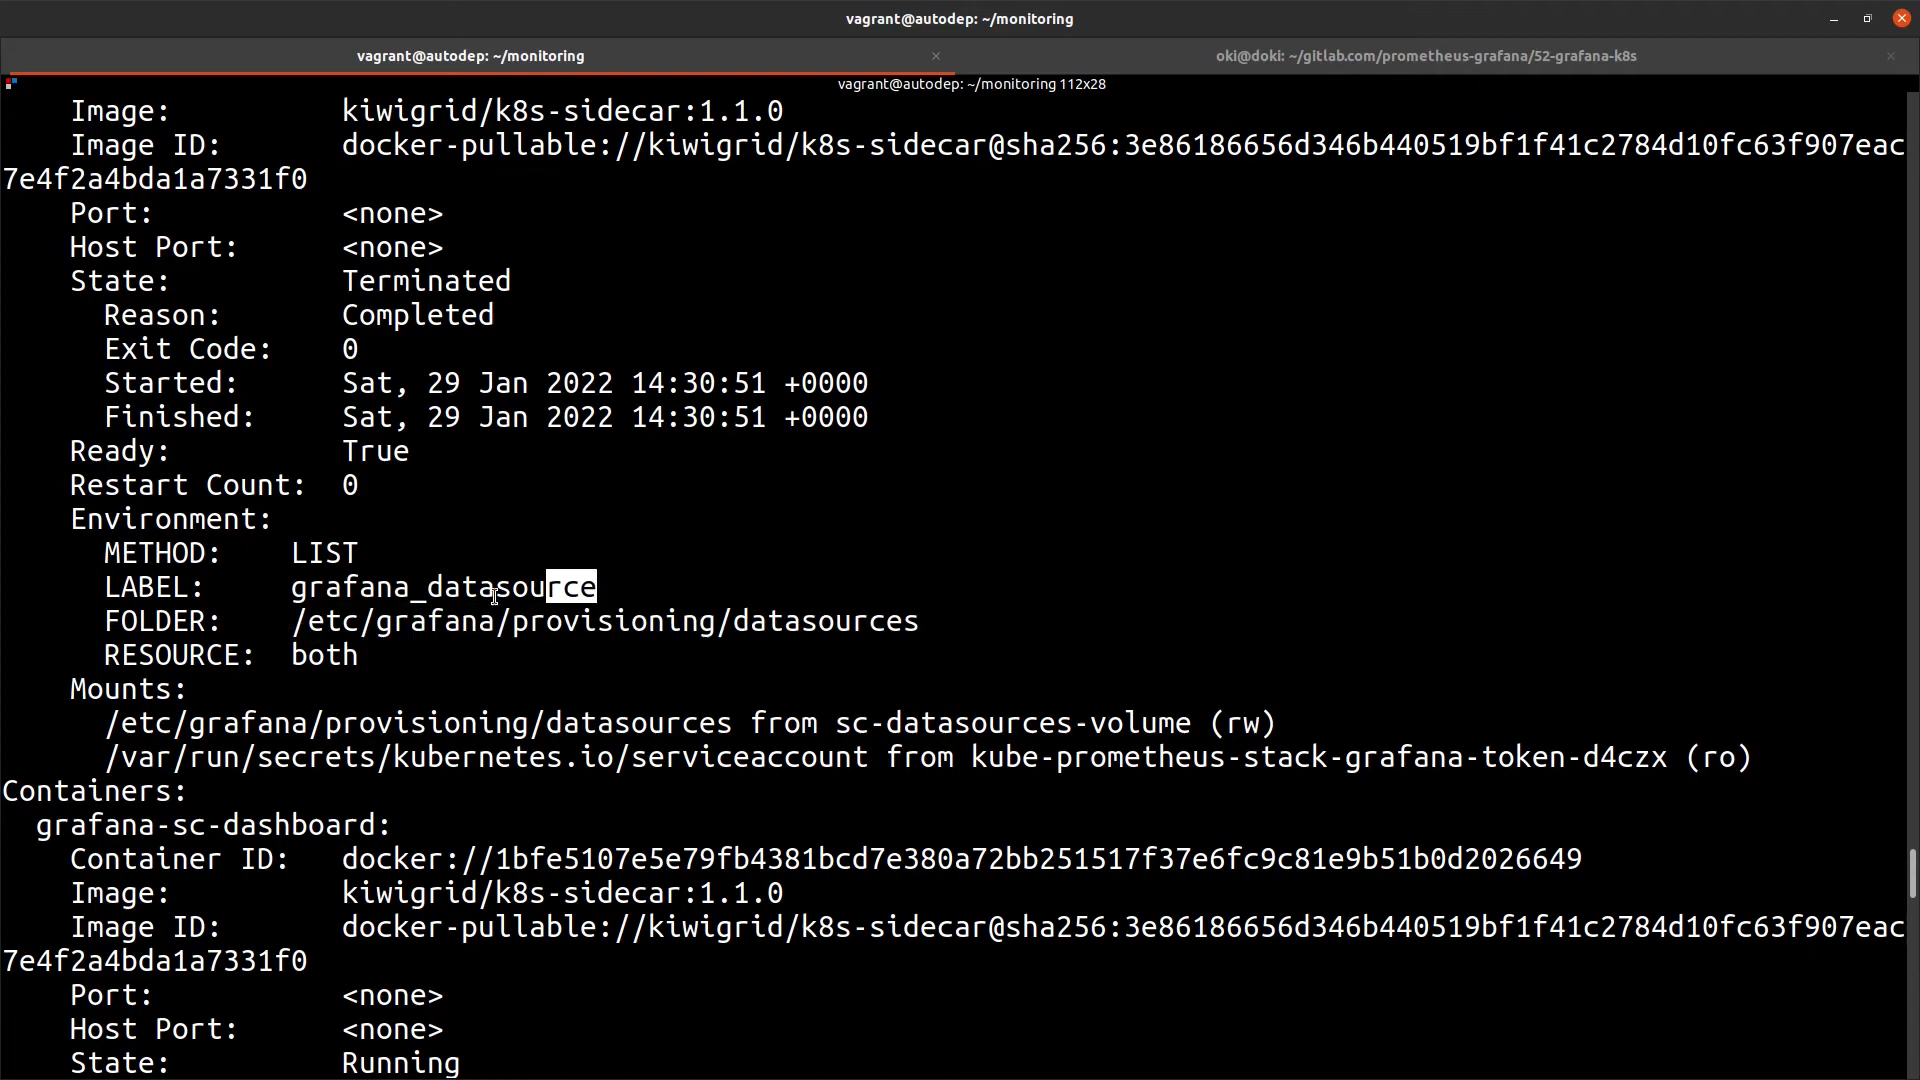 vagrant@autodep: ~/monitoring
vagrant@autodep: ~/monitoring
oki@doki: ~/gitlab.com/prometheus-grafana/52-grafana-k8s
vagrant@autodep: ~/monitoring 112x28
Image: kiwigrid/k8s-sidecar:1.1.0
Image ID: docker-pullable://kiwigrid/k8s-sidecar@sha256:3e86186656d346b440519bf1f41c2784d10fc63f907eac
7e4f2a4bda1a7331f0
Port: <none>
Host Port: <none>
State: Terminated
Reason: Completed
Exit Code: 0
Started: Sat, 29 Jan 2022 14:30:51 +0000
Finished: Sat, 29 Jan 2022 14:30:51 +0000
Ready: True
Restart Count: 0
Environment:
METHOD: LIST
LABEL: grafana_datasource
FOLDER: /etc/grafana/provisioning/datasources
RESOURCE: both
Mounts:
/etc/grafana/provisioning/datasources from sc-datasources-volume (rw)
/var/run/secrets/kubernetes.io/serviceaccount from kube-prometheus-stack-grafana-token-d4czx (ro)
Containers:
grafana-sc-dashboard:
Container ID: docker://1bfe5107e5e79fb4381bcd7e380a72bb251517f37e6fc9c81e9b51b0d2026649
Image: kiwigrid/k8s-sidecar:1.1.0
Image ID: docker-pullable://kiwigrid/k8s-sidecar@sha256:3e86186656d346b440519bf1f41c2784d10fc63f907eac
7e4f2a4bda1a7331f0
Port: <none>
Host Port: <none>
State: Running